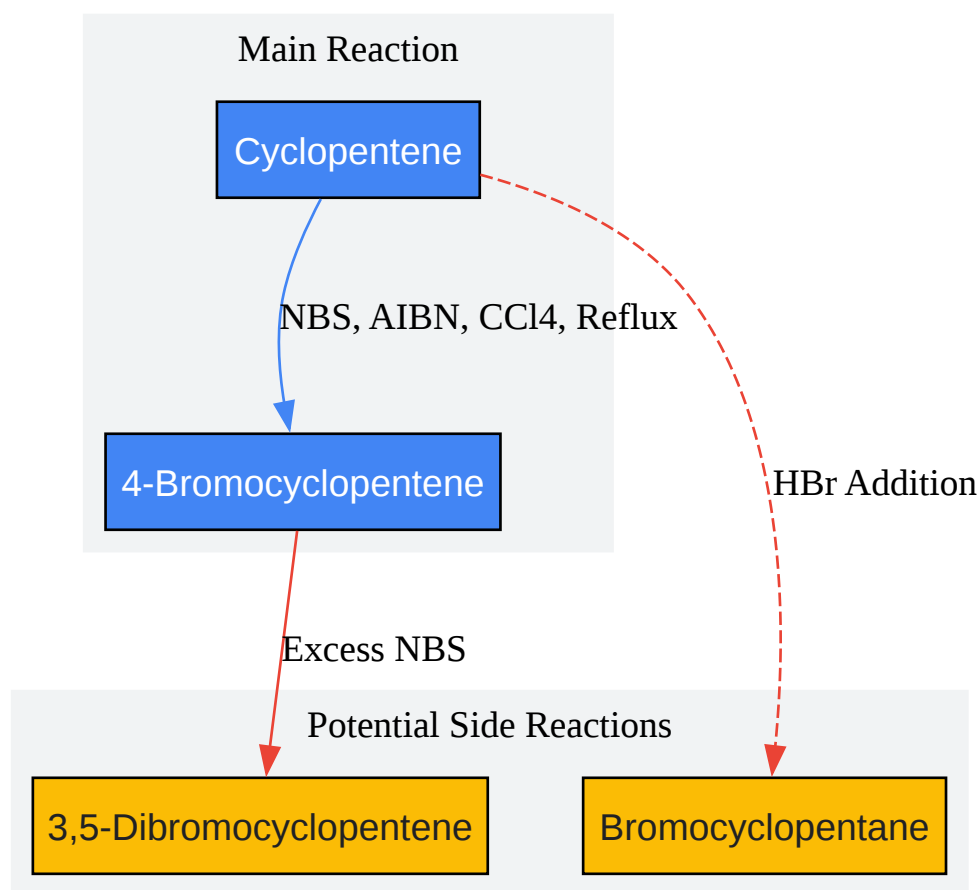 Main Reaction
Cyclopentene
NBS, AIBN, CCl4, Reflux
4-Bromocyclopentene
HBr Addition
Excess NBS
Potential Side Reactions
3,5-Dibromocyclopentene
Bromocyclopentane